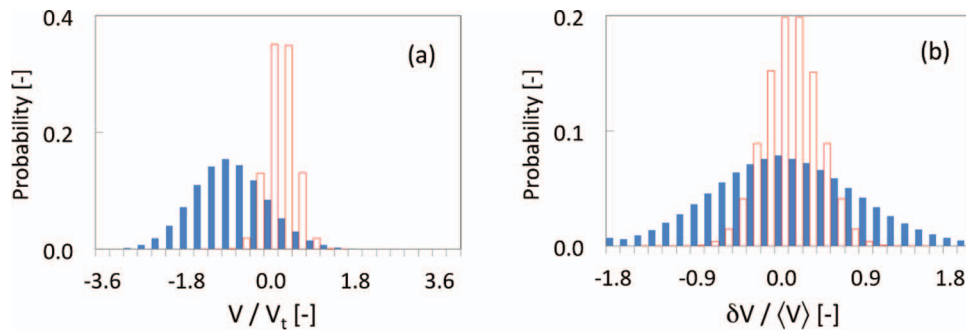 (a)
Probability [-]
0.4
0.2
0.0
-3.6 -1.8 0.0 1.8 3.6
V / Vt [-]
(b)
Probability [-]
0.2
0.1
0.0
-1.8 -0.9 0.0 0.9 1.8
δV / ⟨V⟩ [-]